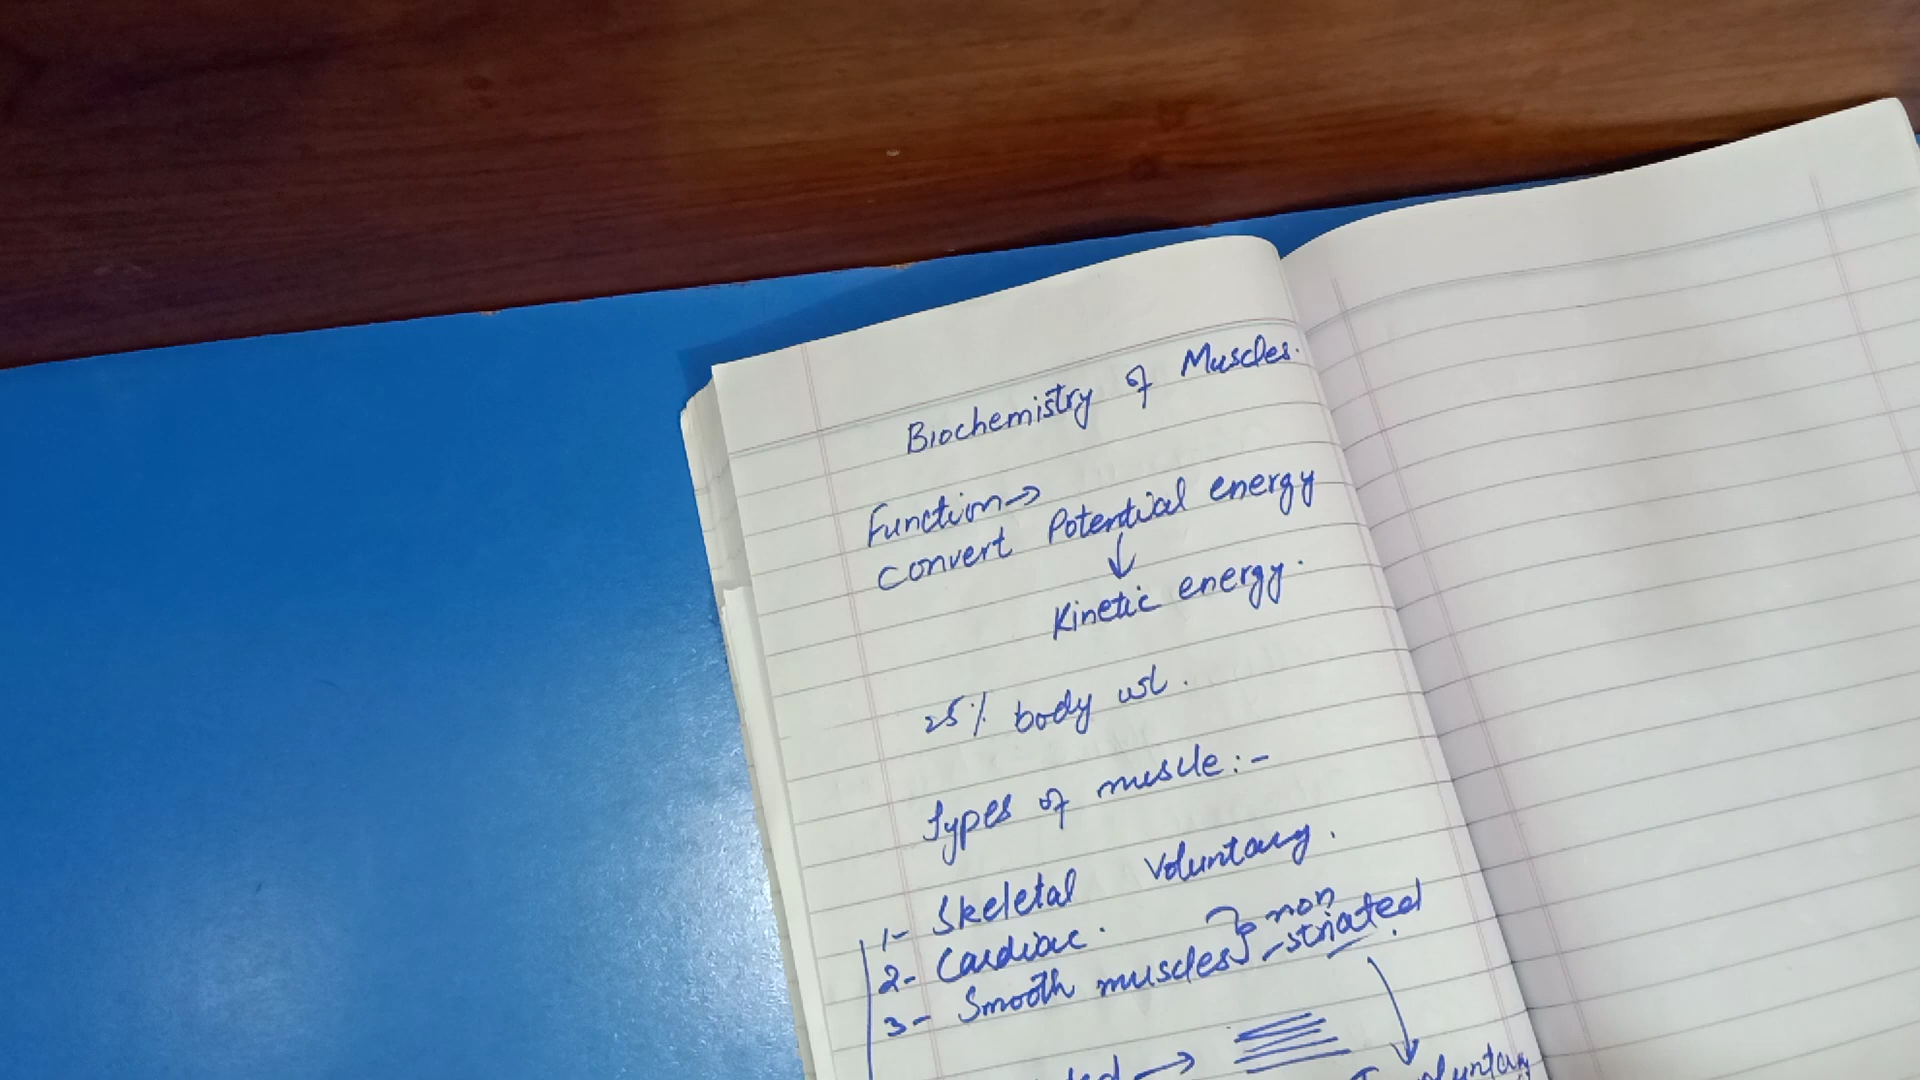 Biochemistry of Muscles.
Function →
convert Potential energy
↓
Kinetic energy.
25% body wt.
Types of muscle:-
1- Skeletal Voluntary.
2- Cardiac.
3- Smooth muscles } non
-striated
→